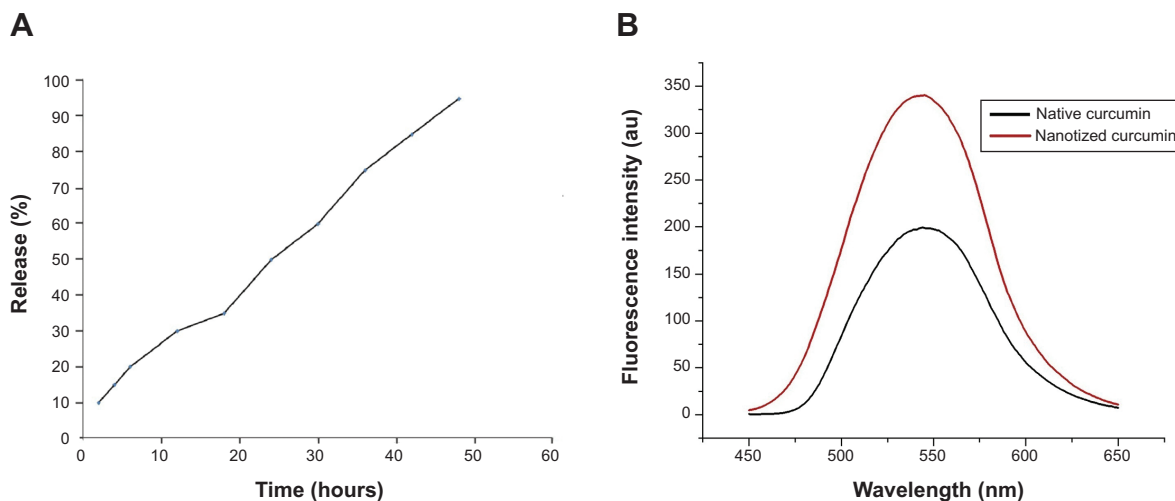 A
100
90
80
70
60
50
40
30
20
10
0
0 10 20 30 40 50 60
Release (%)
Time (hours)
B
350
300
250
200
150
100
50
0
450 500 550 600 650
Fluorescence intensity (au)
Wavelength (nm)
Native curcumin
Nanotized curcumin